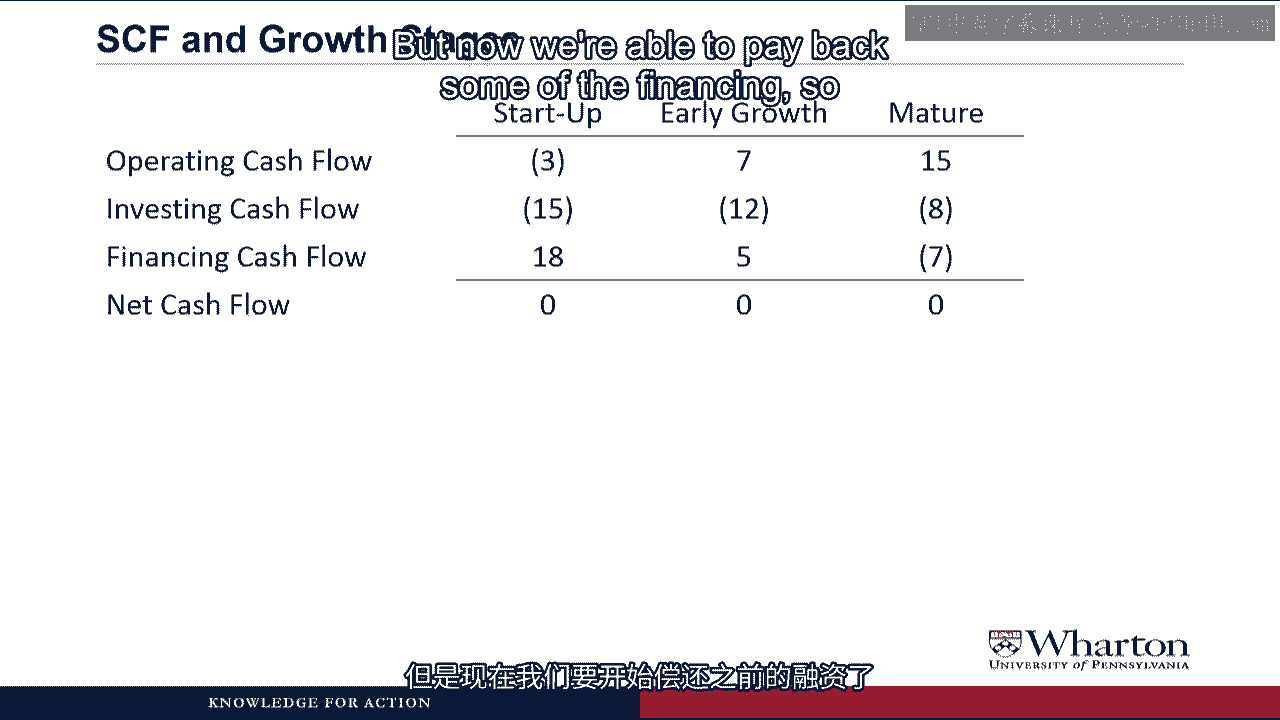 SCF and Growth Stages
But now we're able to pay back
some of the financing, so
Start-Up Early Growth Mature
Operating Cash Flow (3) 7 15
Investing Cash Flow (15) (12) (8)
Financing Cash Flow 18 5 (7)
Net Cash Flow 0 0 0
Wharton
UNIVERSITY of PENNSYLVANIA
但是现在我们要开始偿还之前的融资了
KNOWLEDGE FOR ACTION